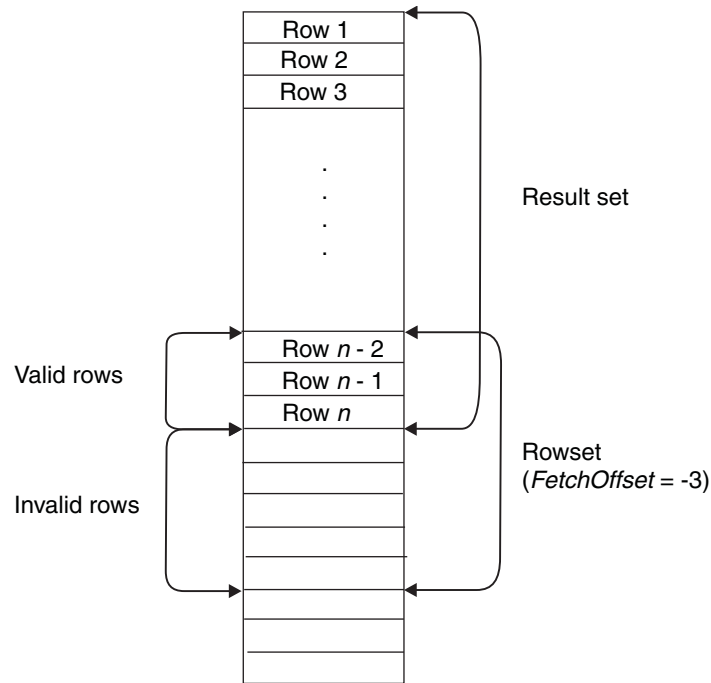 Row 1
Row 2
Row 3
.
.
.
.
Result set
Row n - 2
Row n - 1
Row n
Valid rows
Rowset
(FetchOffset = -3)
Invalid rows